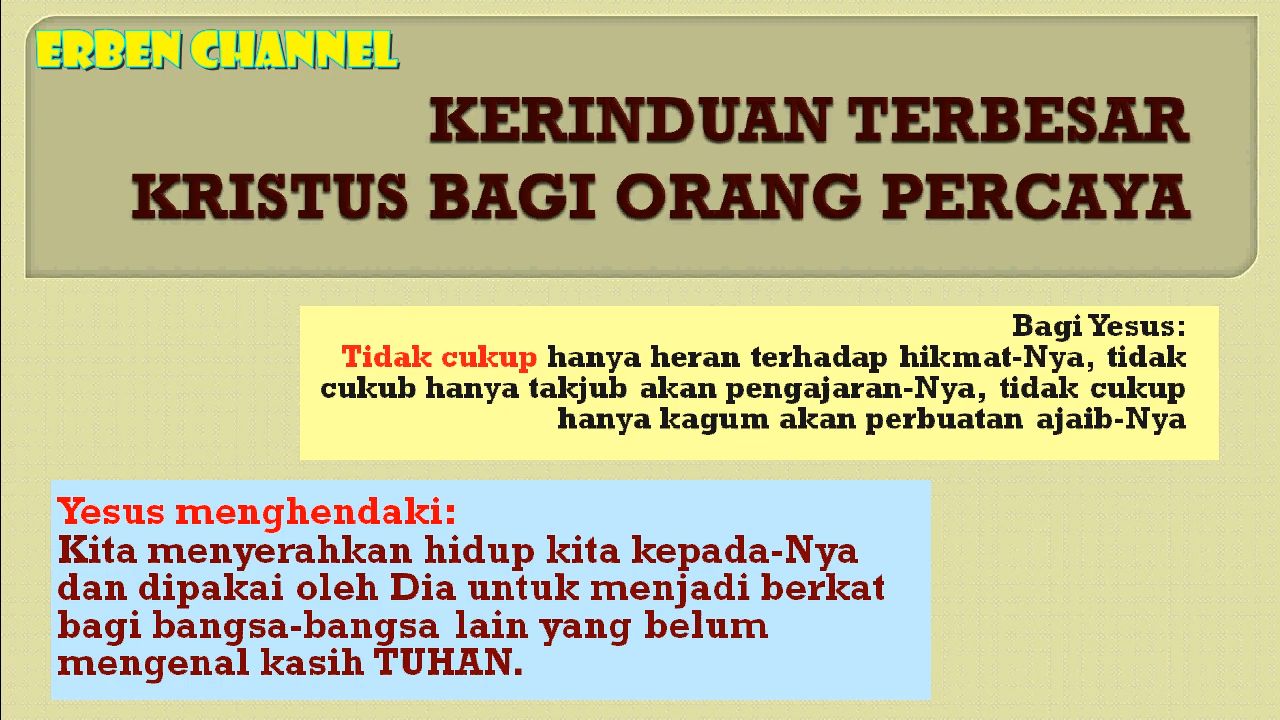 ERBEN CHANNEL
KERINDUAN TERBESAR
KRISTUS BAGI ORANG PERCAYA
Bagi Yesus:
Tidak cukup hanya heran terhadap hikmat-Nya, tidak
cukub hanya takjub akan pengajaran-Nya, tidak cukup
hanya kagum akan perbuatan ajaib-Nya
Yesus menghendaki:
Kita menyerahkan hidup kita kepada-Nya
dan dipakai oleh Dia untuk menjadi berkat
bagi bangsa-bangsa lain yang belum
mengenal kasih TUHAN.